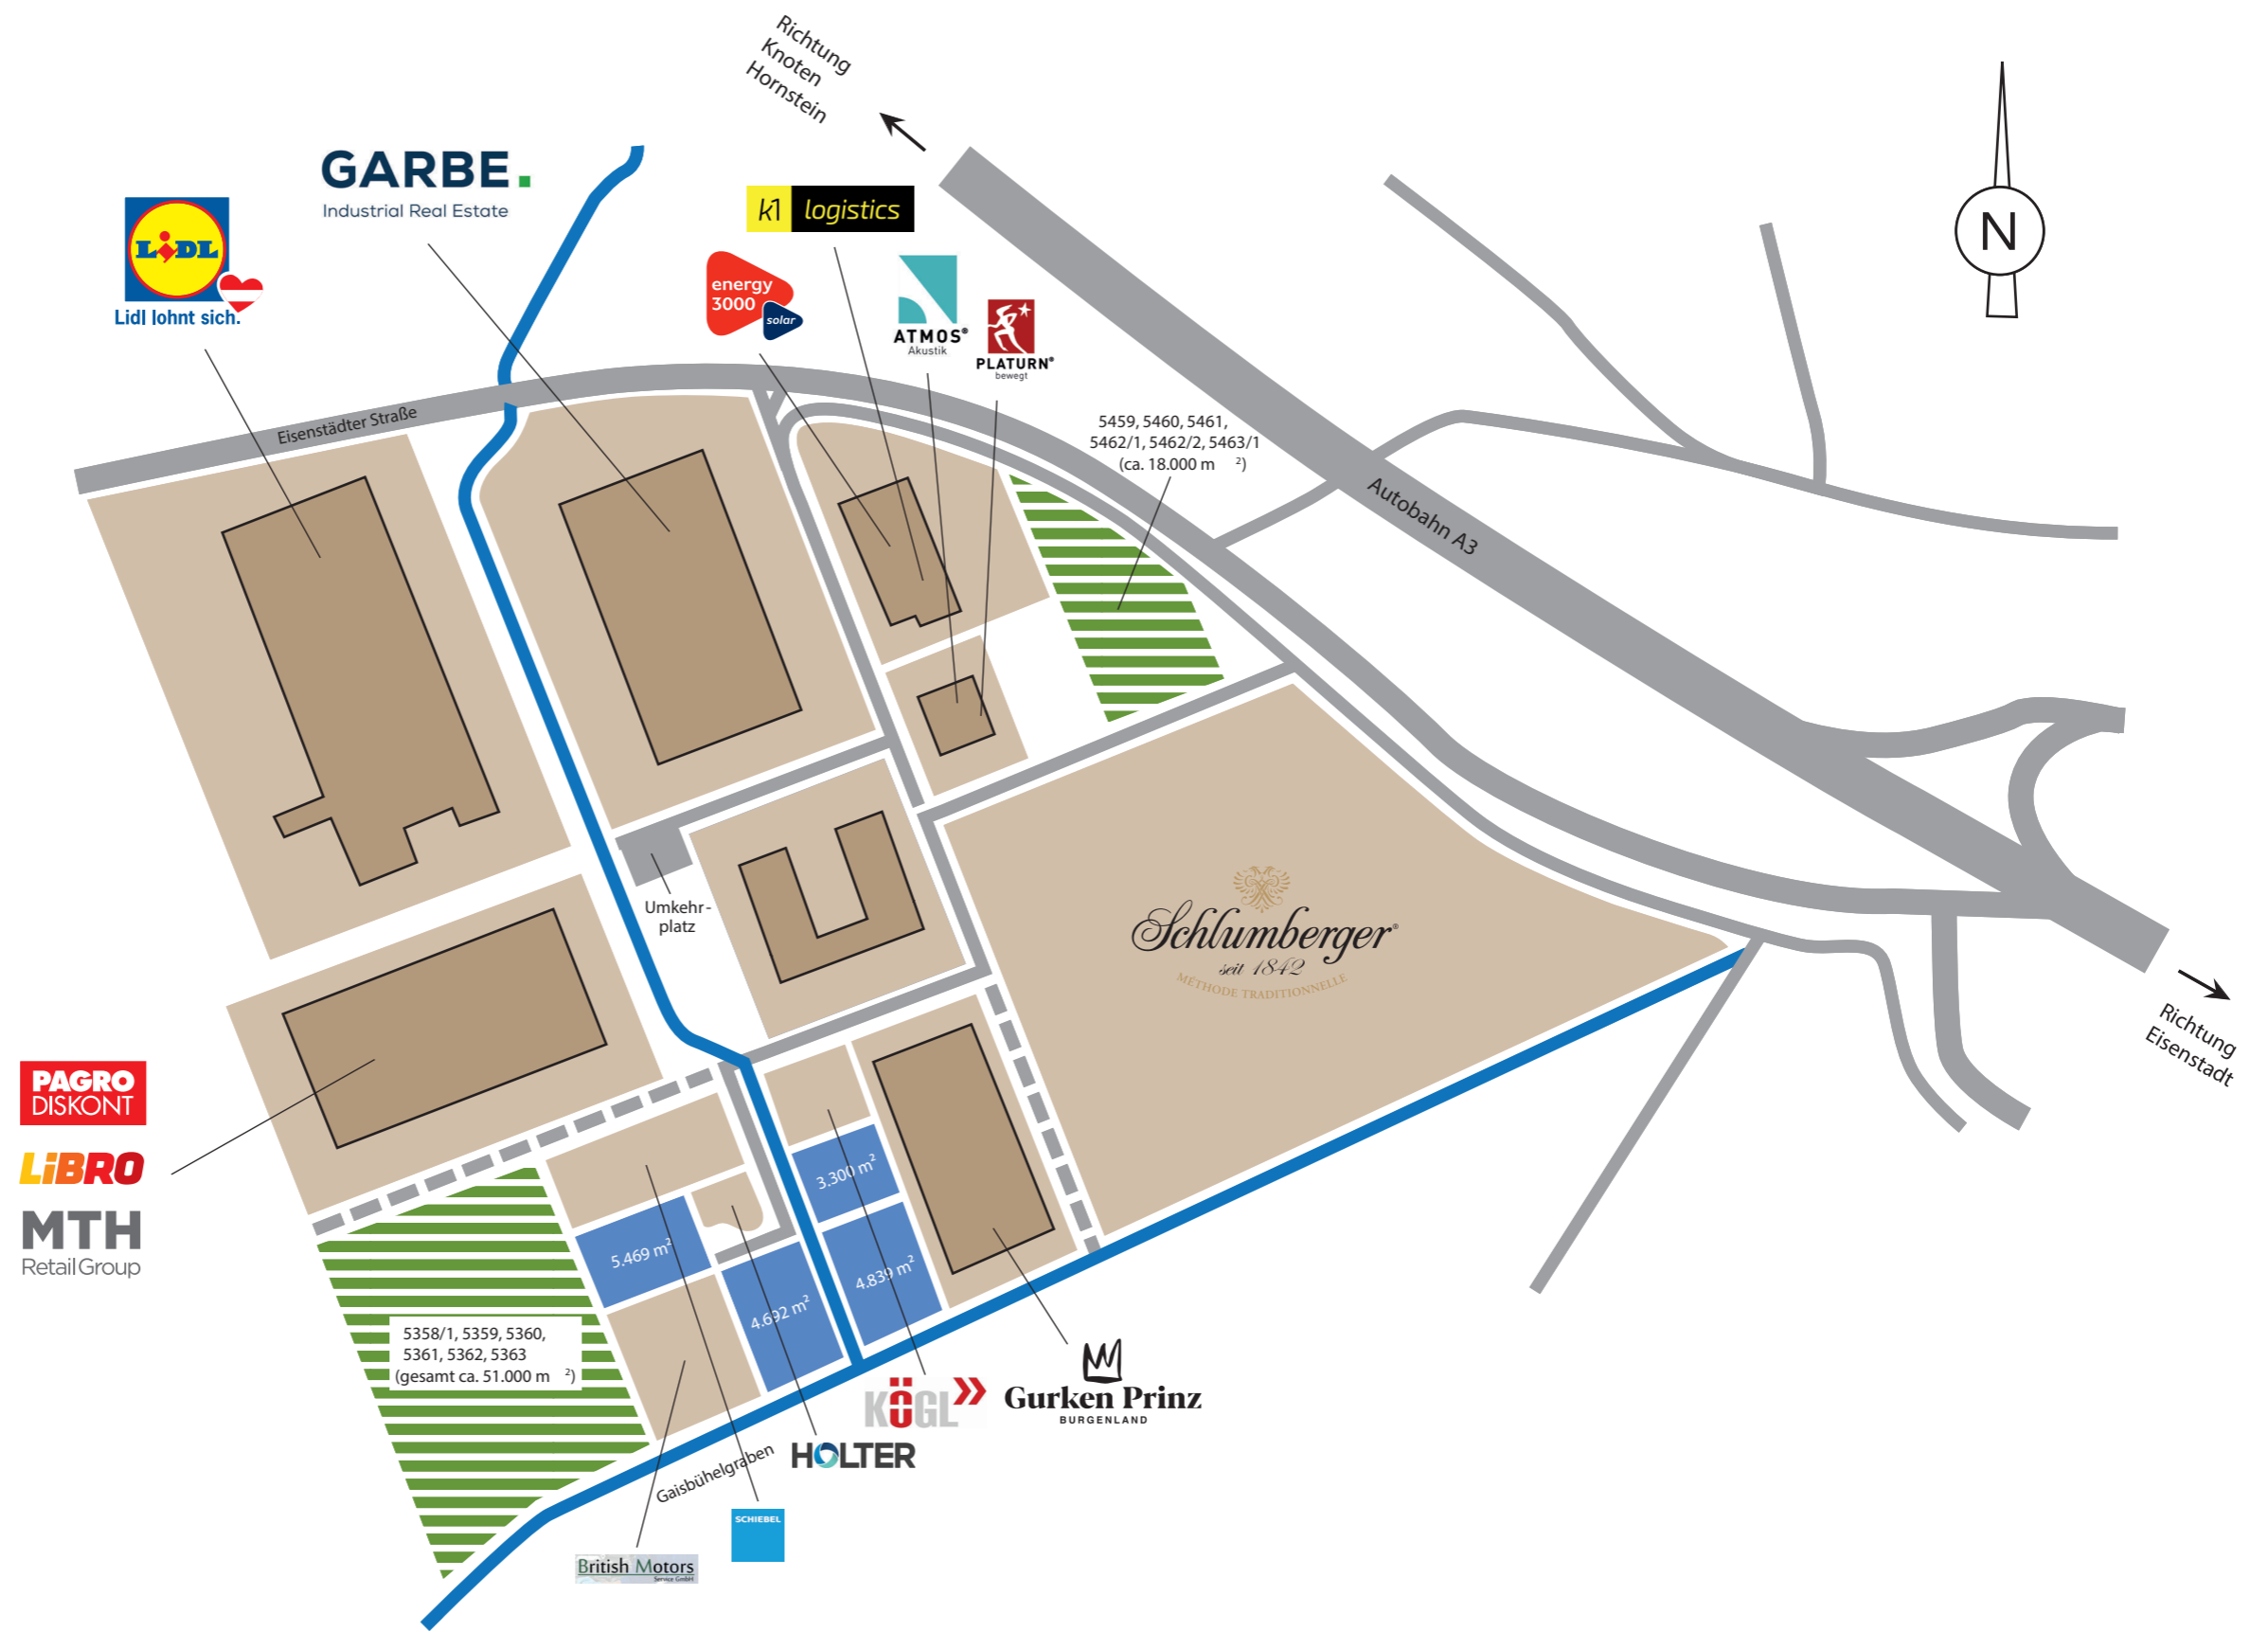 Richtung
Knoten
Hornstein
GARBE.
Industrial Real Estate
LiDL
Lidl lohnt sich.
k1 logistics
energy
3000
solar
ATMOS®
Akustik
PLATURN®
bewegt
N
Eisenstädter Straße
5459, 5460, 5461,
5462/1, 5462/2, 5463/1
(ca. 18.000 m²)
Autobahn A3
Umkehr-
platz
Schlumberger®
seit 1842
MÉTHODE TRADITIONNELLE
Richtung
Eisenstadt
PAGRO
DISKONT
LiBRO
MTH
Retail Group
3.300 m²
5.469 m²
4.839 m²
4.692 m²
5358/1, 5359, 5360,
5361, 5362, 5363
(gesamt ca. 51.000 m²)
KÖGL
Gurken Prinz
BURGENLAND
HOLTER
Gaisbühelgraben
SCHIEBEL
British Motors
Service GmbH